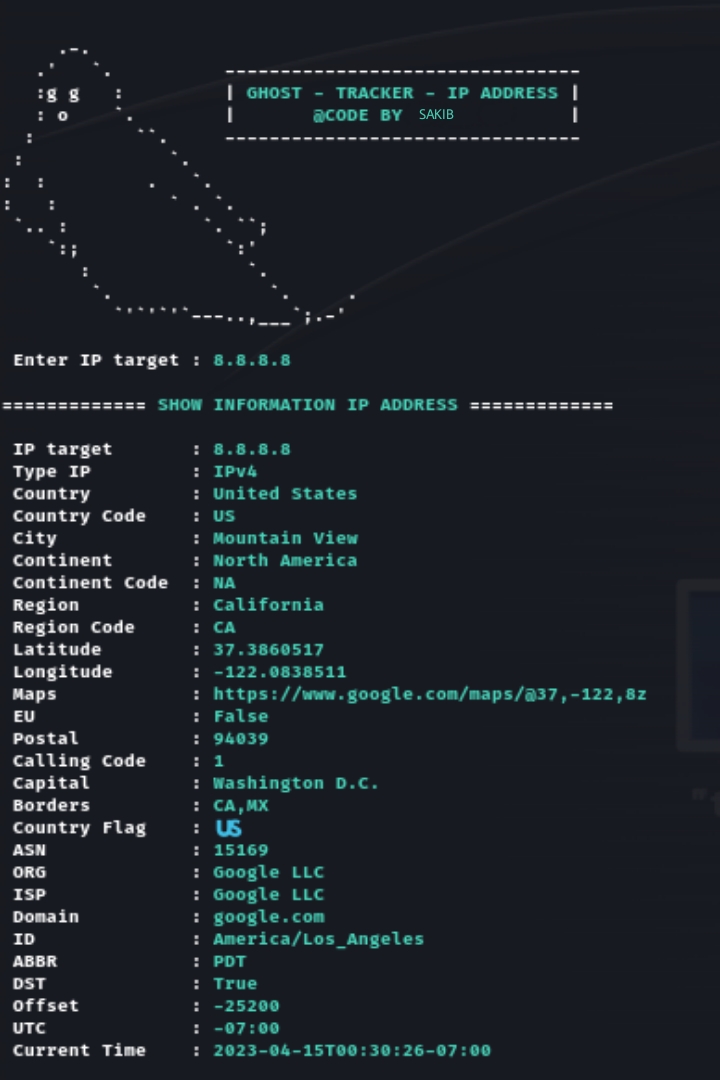 GHOST - TRACKER - IP ADDRESS
@CODE BY SAKIB
Enter IP target : 8.8.8.8
============= SHOW INFORMATION IP ADDRESS =============
IP target : 8.8.8.8
Type IP : IPv4
Country : United States
Country Code : US
City : Mountain View
Continent : North America
Continent Code : NA
Region : California
Region Code : CA
Latitude : 37.3860517
Longitude : -122.0838511
Maps : https://www.google.com/maps/@37,-122,8z
EU : False
Postal : 94039
Calling Code : 1
Capital : Washington D.C.
Borders : CA,MX
Country Flag : US
ASN : 15169
ORG : Google LLC
ISP : Google LLC
Domain : google.com
ID : America/Los_Angeles
ABBR : PDT
DST : True
Offset : -25200
UTC : -07:00
Current Time : 2023-04-15T00:30:26-07:00